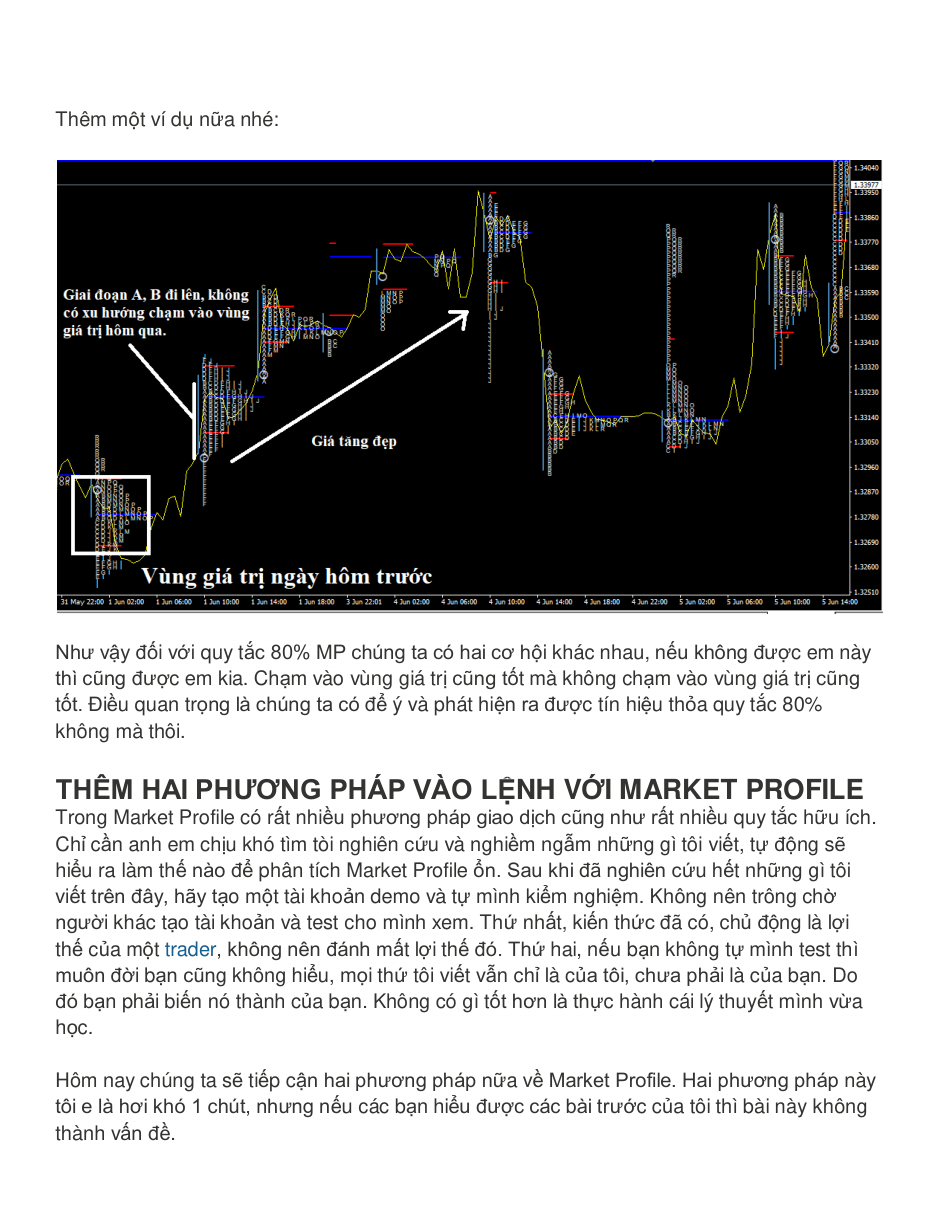 Thêm một ví dụ nữa nhé:
1.34040
1.33977
1.33950
1.33860
1.33770
1.33680
1.33590
1.33500
1.33410
1.33320
1.33230
1.33140
1.33050
1.32960
1.32870
1.32780
1.32690
1.32600
1.32510
Giai đoạn A, B đi lên, không
có xu hướng chạm vào vùng
giá trị hôm qua.
Giá tăng đẹp
Vùng giá trị ngày hôm trước
31 May 22:00 1 Jun 02:00 1 Jun 06:00 1 Jun 10:00 1 Jun 14:00 1 Jun 18:00 3 Jun 22:01 4 Jun 02:00 4 Jun 06:00 4 Jun 10:00 4 Jun 14:00 4 Jun 18:00 4 Jun 22:00 5 Jun 02:00 5 Jun 06:00 5 Jun 10:00 5 Jun 14:00
Như vậy đối với quy tắc 80% MP chúng ta có hai cơ hội khác nhau, nếu không được em này
thì cũng được em kia. Chạm vào vùng giá trị cũng tốt mà không chạm vào vùng giá trị cũng
tốt. Điều quan trọng là chúng ta có để ý và phát hiện ra được tín hiệu thỏa quy tắc 80%
không mà thôi.
THÊM HAI PHƯƠNG PHÁP VÀO LỆNH VỚI MARKET PROFILE
Trong Market Profile có rất nhiều phương pháp giao dịch cũng như rất nhiều quy tắc hữu ích.
Chỉ cần anh em chịu khó tìm tòi nghiên cứu và nghiềm ngẫm những gì tôi viết, tự động sẽ
hiểu ra làm thế nào để phân tích Market Profile ổn. Sau khi đã nghiên cứu hết những gì tôi
viết trên đây, hãy tạo một tài khoản demo và tự mình kiểm nghiệm. Không nên trông chờ
người khác tạo tài khoản và test cho mình xem. Thứ nhất, kiến thức đã có, chủ động là lợi
thế của một trader, không nên đánh mất lợi thế đó. Thứ hai, nếu bạn không tự mình test thì
muôn đời bạn cũng không hiểu, mọi thứ tôi viết vẫn chỉ là của tôi, chưa phải là của bạn. Do
đó bạn phải biến nó thành của bạn. Không có gì tốt hơn là thực hành cái lý thuyết mình vừa
học.
Hôm nay chúng ta sẽ tiếp cận hai phương pháp nữa về Market Profile. Hai phương pháp này
tôi e là hơi khó 1 chút, nhưng nếu các bạn hiểu được các bài trước của tôi thì bài này không
thành vấn đề.